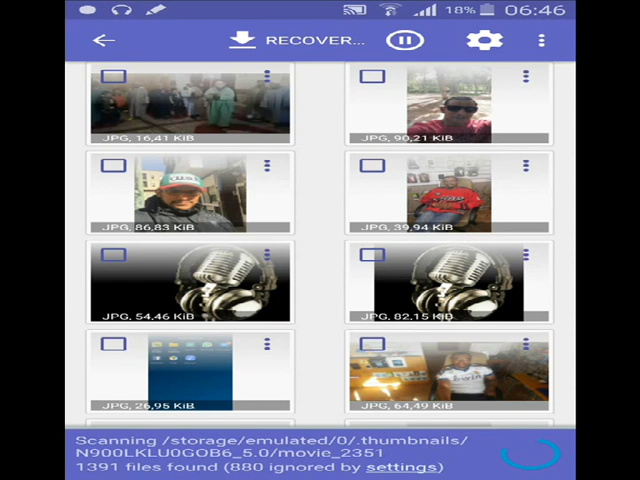 18% 06:46
RECOVER...
JPG, 16,41 KiB
JPG, 90,21 KiB
JPG, 86,83 KiB
JPG, 39,94 KiB
JPG, 54,46 KiB
JPG, 82,15 KiB
JPG, 26,95 KiB
JPG, 64,49 KiB
Scanning /storage/emulated/0/.thumbnails/
N900LKLU0GOB6_5.0/movie_2351
1391 files found (880 ignored by settings)